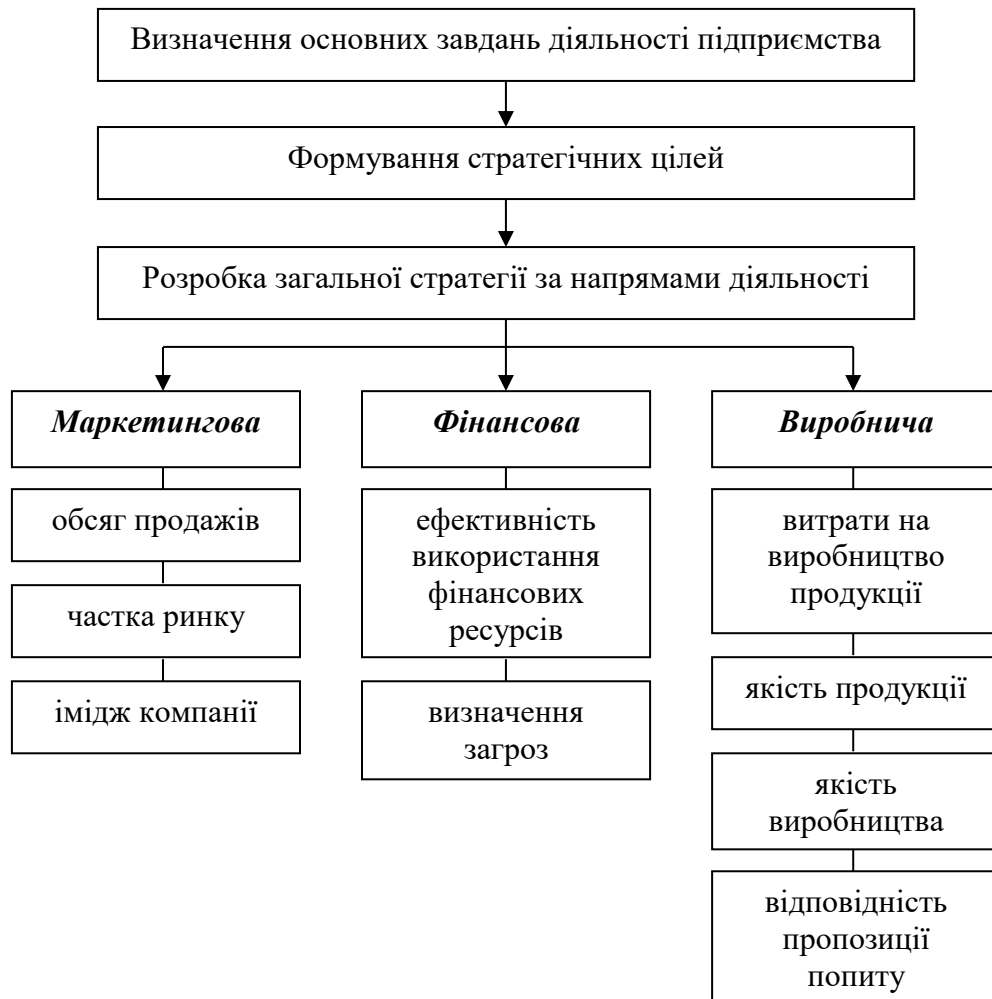 Визначення основних завдань діяльності підприємства
Формування стратегічних цілей
Розробка загальної стратегії за напрямами діяльності
Маркетингова
обсяг продажів
частка ринку
імідж компанії
Фінансова
ефективність
використання
фінансових
ресурсів
визначення
загроз
Виробнича
витрати на
виробництво
продукції
якість продукції
якість
виробництва
відповідність
пропозиції
попиту